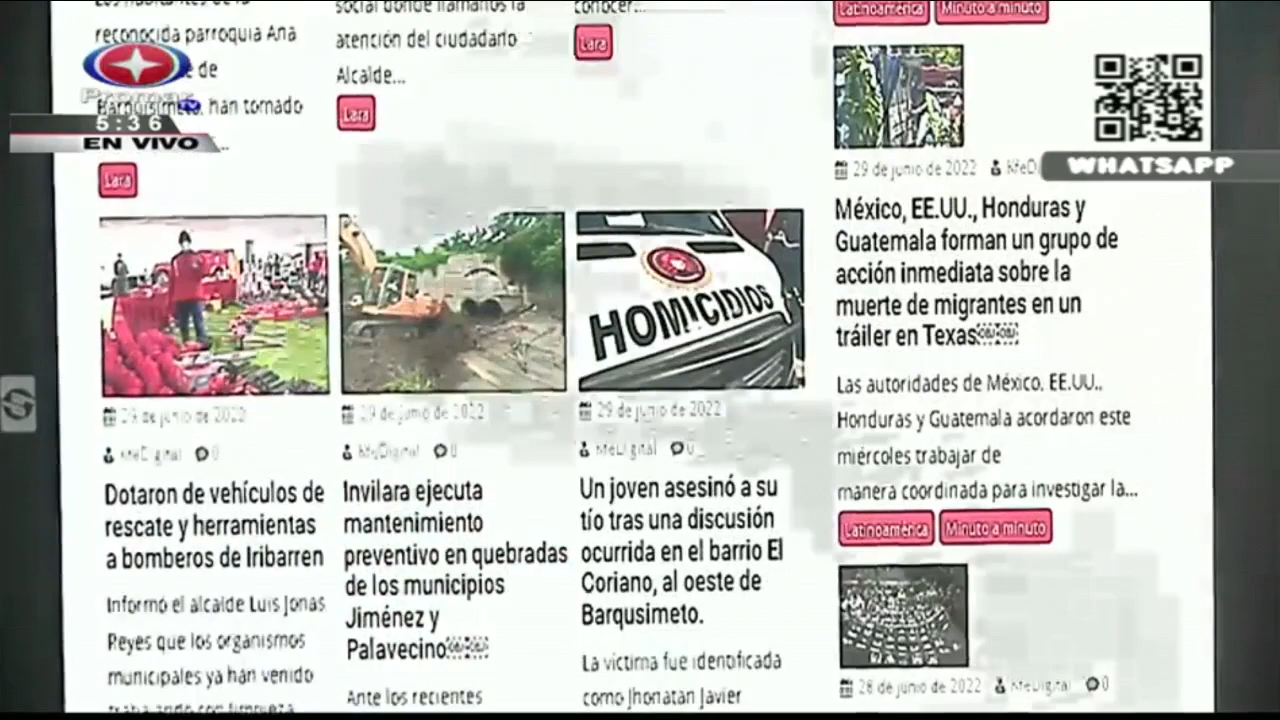 Promar tv
5:36
EN VIVO
WHATSAPP
reconocida parroquia Ana
de
Barquisimeto, han tomado
Lara
social donde llamamos la
atención del ciudadano
Alcalde...
Lara
conocer...
Lara
29 de junio de 2022
0
Dotaron de vehículos de
rescate y herramientas
a bomberos de Iribarren
Informó el alcalde Luis Jonas
Reyes que los organismos
municipales ya han venido
trabajando con limpieza
29 de junio de 2022
0
Invilara ejecuta
mantenimiento
preventivo en quebradas
de los municipios
Jiménez y
Palavecino
Ante los recientes
HOMICIDIOS
29 de junio de 2022
0
Un joven asesinó a su
tío tras una discusión
ocurrida en el barrio El
Coriano, al oeste de
Barqusimeto.
La víctima fue identificada
como Jhonatan Javier
Latinoamérica Minuto a minuto
29 de junio de 2022
México, EE.UU., Honduras y
Guatemala forman un grupo de
acción inmediata sobre la
muerte de migrantes en un
tráiler en Texas
Las autoridades de México, EE.UU.,
Honduras y Guatemala acordaron este
miércoles trabajar de
manera coordinada para investigar la...
Latinoamérica Minuto a minuto
28 de junio de 2022
0